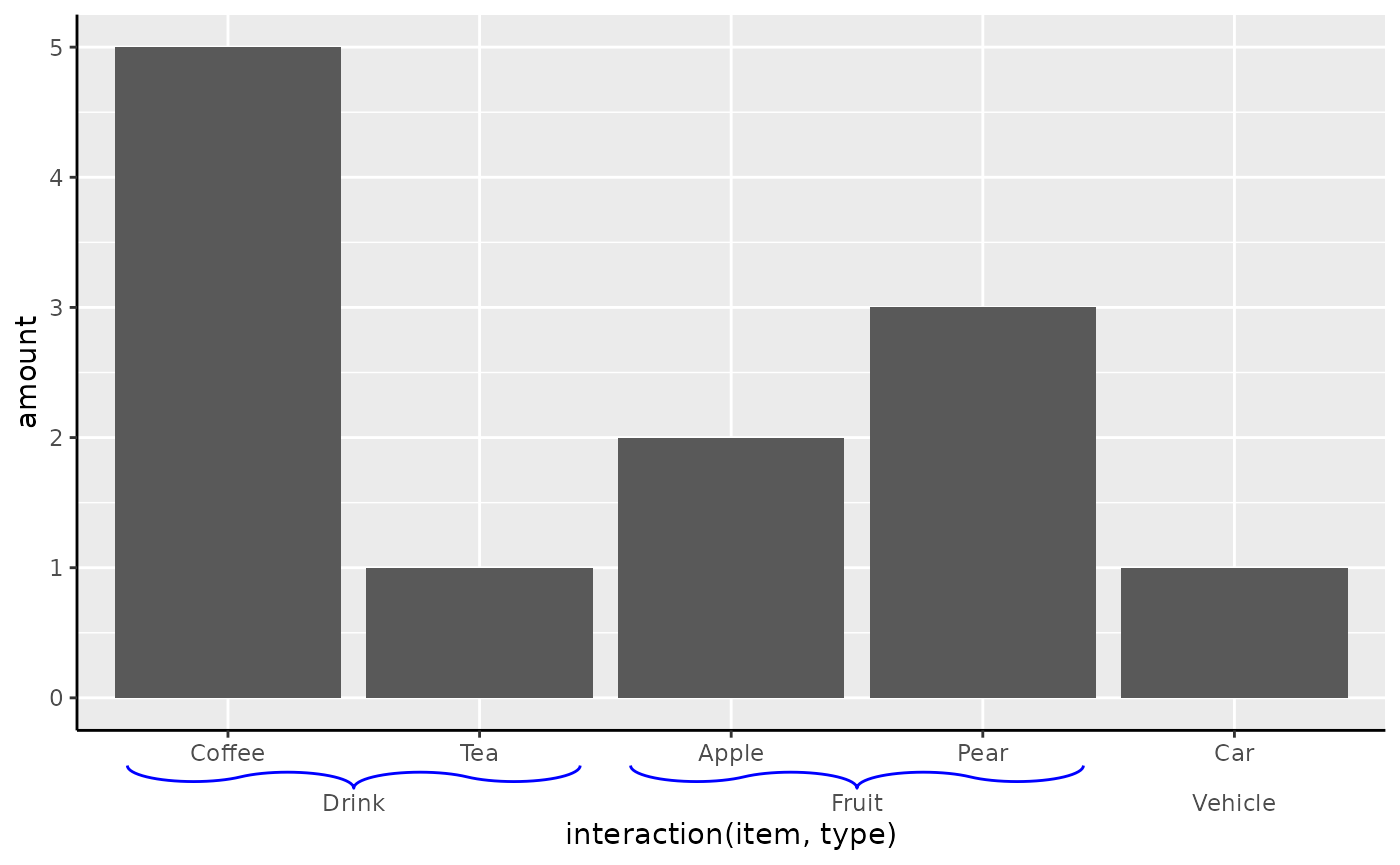 5
4
3
2
1
0
amount
Coffee Tea Apple Pear Car
Drink Fruit Vehicle
interaction(item, type)